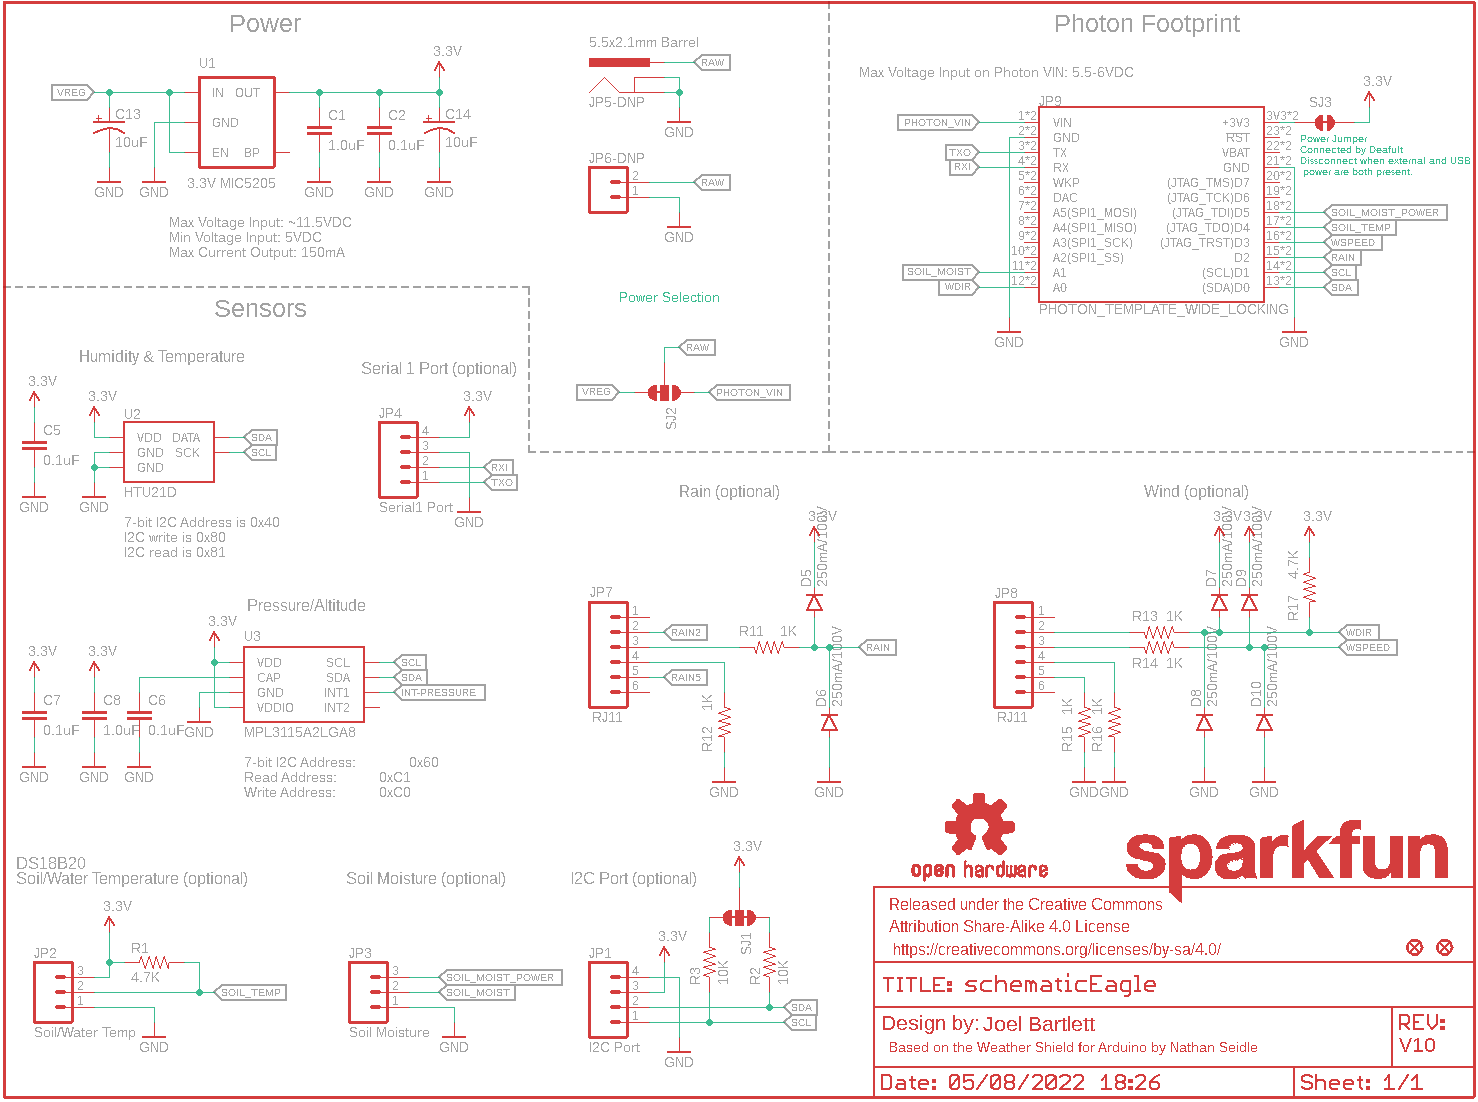 Power
U1
3.3V
VREG
C13
10uF
IN OUT
GND
EN BP
C1
1.0uF
C2
0.1uF
C14
10uF
GND
GND
3.3V MIC5205
GND
GND
GND
Max Voltage Input: ~11.5VDC
Min Voltage Input: 5VDC
Max Current Output: 150mA
5.5x2.1mm Barrel
RAW
JP5-DNP
GND
JP6-DNP
2
1
RAW
GND
Power Selection
RAW
VREG
PHOTON_VIN
SJ2
Photon Footprint
Max Voltage Input on Photon VIN: 5.5-6VDC
JP9
3.3V
SJ3
Power Jumper
Connected by Deafult
Dissconnect when external and USB
power are both present.
PHOTON_VIN 1*2 VIN +3V3 3V3*2
2*2 GND RST 23*2
TXO 3*2 TX VBAT 22*2
RXI 4*2 RX GND 21*2
5*2 WKP (JTAG_TMS)D7 20*2
6*2 DAC (JTAG_TCK)D6 19*2
7*2 A5(SPI1_MOSI) (JTAG_TDI)D5 18*2 SOIL_MOIST_POWER
8*2 A4(SPI1_MISO) (JTAG_TDO)D4 17*2 SOIL_TEMP
9*2 A3(SPI1_SCK) (JTAG_TRST)D3 16*2 WSPEED
10*2 A2(SPI1_SS) D2 15*2 RAIN
SOIL_MOIST 11*2 A1 (SCL)D1 14*2 SCL
WDIR 12*2 A0 (SDA)D0 13*2 SDA
PHOTON_TEMPLATE_WIDE_LOCKING
GND
GND
Sensors
Humidity & Temperature
3.3V
3.3V
U2
C5
0.1uF
VDD DATA SDA
GND SCK SCL
GND
HTU21D
GND
GND
7-bit I2C Address is 0x40
I2C write is 0x80
I2C read is 0x81
Serial 1 Port (optional)
3.3V
JP4
4
3
2 RXI
1 TXO
Serial1 Port
GND
Pressure/Altitude
3.3V
3.3V
3.3V
U3
C7
0.1uF
C8
1.0uF
C6
0.1uF
VDD SCL SCL
CAP SDA SDA
GND INT1 INT-PRESSURE
VDDIO INT2
GND
MPL3115A2LGA8
GND
GND
GND
7-bit I2C Address: 0x60
Read Address: 0xC1
Write Address: 0xC0
Rain (optional)
3.3V
D5
250mA/100V
JP7
1
2 RAIN2
3
4
5 RAIN5
6
RJ11
R11 1K
RAIN
R12 1K
D6
250mA/100V
GND
GND
Wind (optional)
3.3V
3.3V
3.3V
D7
250mA/100V
D9
250mA/100V
R17 4.7K
JP8
1
2
3
4
5
6
RJ11
R13 1K
R14 1K
WDIR
WSPEED
R15 1K
R16 1K
D8
250mA/100V
D10
250mA/100V
GND
GND
GND
GND
DS18B20
Soil/Water Temperature (optional)
3.3V
JP2
R1
4.7K
3
2
1
SOIL_TEMP
Soil/Water Temp
GND
Soil Moisture (optional)
JP3
3 SOIL_MOIST_POWER
2 SOIL_MOIST
1
Soil Moisture
GND
I2C Port (optional)
3.3V
3.3V
SJ1
JP1
R3 10K
R2 10K
4
3
2 SDA
1 SCL
I2C Port
GND
open hardware
sparkfun
Released under the Creative Commons
Attribution Share-Alike 4.0 License
https://creativecommons.org/licenses/by-sa/4.0/
TITLE: schematicEagle
Design by: Joel Bartlett
Based on the Weather Shield for Arduino by Nathan Seidle
REV:
V10
Date: 05/08/2022 18:26
Sheet: 1/1